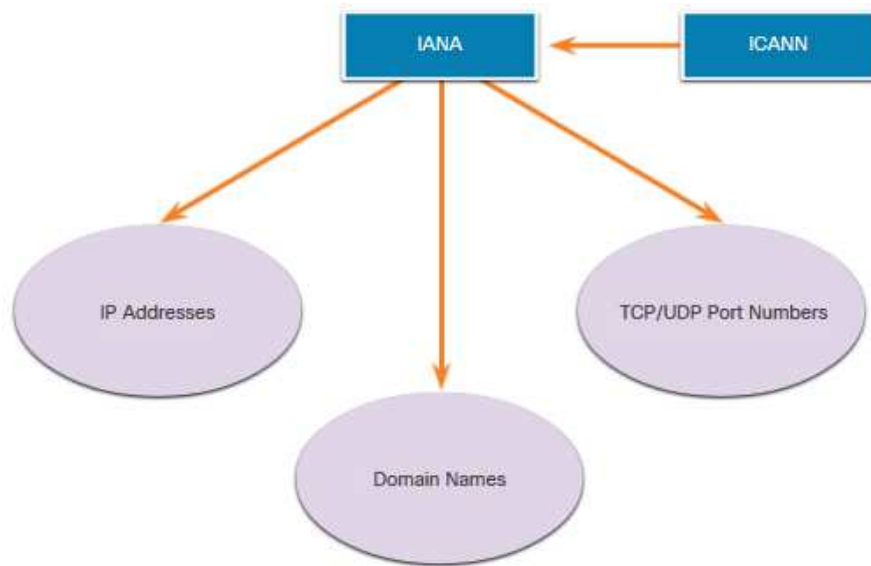 IANA
ICANN
IP Addresses
TCP/UDP Port Numbers
Domain Names